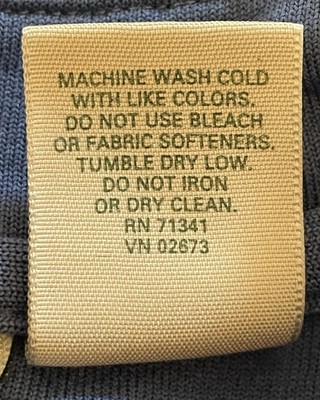 MACHINE WASH COLD
WITH LIKE COLORS.
DO NOT USE BLEACH
OR FABRIC SOFTENERS.
TUMBLE DRY LOW.
DO NOT IRON
OR DRY CLEAN.
RN 71341
VN 02673